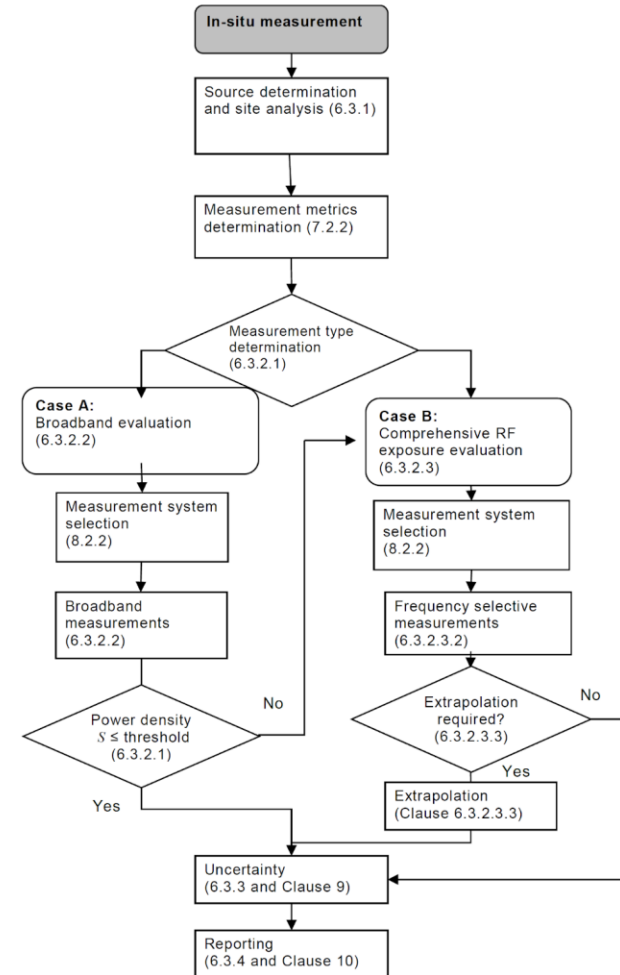 In-situ measurement
Source determination
and site analysis (6.3.1)
Measurement metrics
determination (7.2.2)
Measurement type
determination
(6.3.2.1)
Case A:
Broadband evaluation
(6.3.2.2)
Case B:
Comprehensive RF
exposure evaluation
(6.3.2.3)
Measurement system
selection
(8.2.2)
Measurement system
selection
(8.2.2)
Broadband
measurements
(6.3.2.2)
Frequency selective
measurements
(6.3.2.3.2)
No
Power density
S ≤ threshold
(6.3.2.1)
Yes
Extrapolation
required?
(6.3.2.3.3)
No
Yes
Extrapolation
(Clause 6.3.2.3.3)
Uncertainty
(6.3.3 and Clause 9)
Reporting
(6.3.4 and Clause 10)